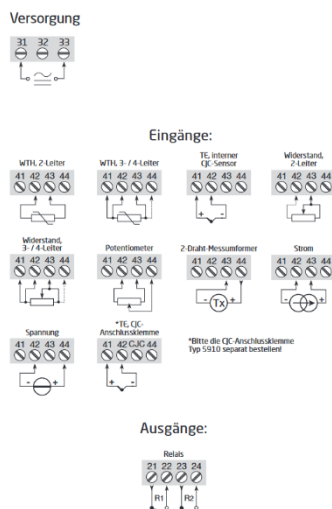 Versorgung
31 32 33
Eingänge:
WTH, 2-Leiter
WTH, 3- / 4-Leiter
TE, interner
CJC-Sensor
Widerstand,
2-Leiter
41 42 43 44
41 42 43 44
41 42 43 44
41 42 43 44
+ -
Widerstand,
3- / 4-Leiter
Potentiometer
2-Draht-Messumformer
Strom
41 42 43 44
41 42 43 44
41 42 43 44
41 42 43 44
- Tx +
- +
Spannung
*TE, CJC-
Anschlussklemme
41 42 43 44
41 42 CJC 44
- +
+ -
*Bitte die CJC-Anschlussklemme
Typ 5910 separat bestellen!
Ausgänge:
Relais
21 22 23 24
R1 R2